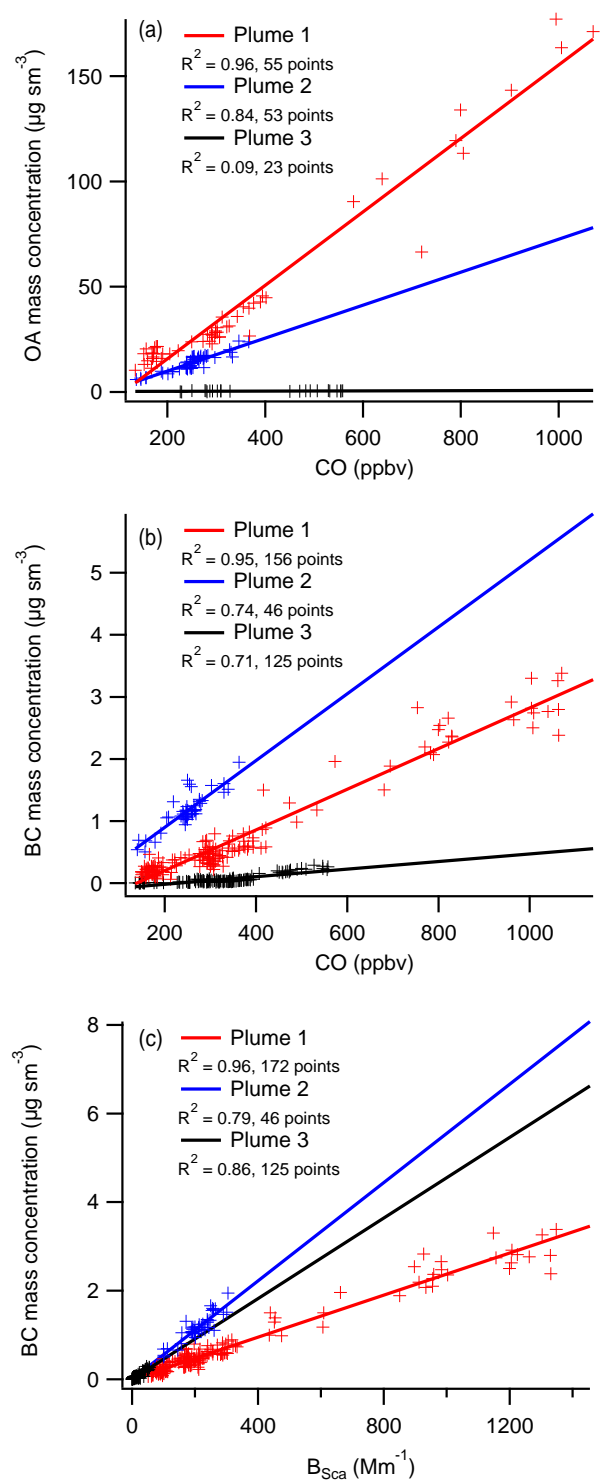 (a)
Plume 1
R² = 0.96, 55 points
Plume 2
R² = 0.84, 53 points
Plume 3
R² = 0.09, 23 points
150
100
50
0
OA mass concentration (µg sm⁻³)
200 400 600 800 1000
CO (ppbv)
(b)
Plume 1
R² = 0.95, 156 points
Plume 2
R² = 0.74, 46 points
Plume 3
R² = 0.71, 125 points
5
4
3
2
1
0
BC mass concentration (µg sm⁻³)
200 400 600 800 1000
CO (ppbv)
(c)
Plume 1
R² = 0.96, 172 points
Plume 2
R² = 0.79, 46 points
Plume 3
R² = 0.86, 125 points
8
6
4
2
0
BC mass concentration (µg sm⁻³)
0 400 800 1200
B_Sca (Mm⁻¹)